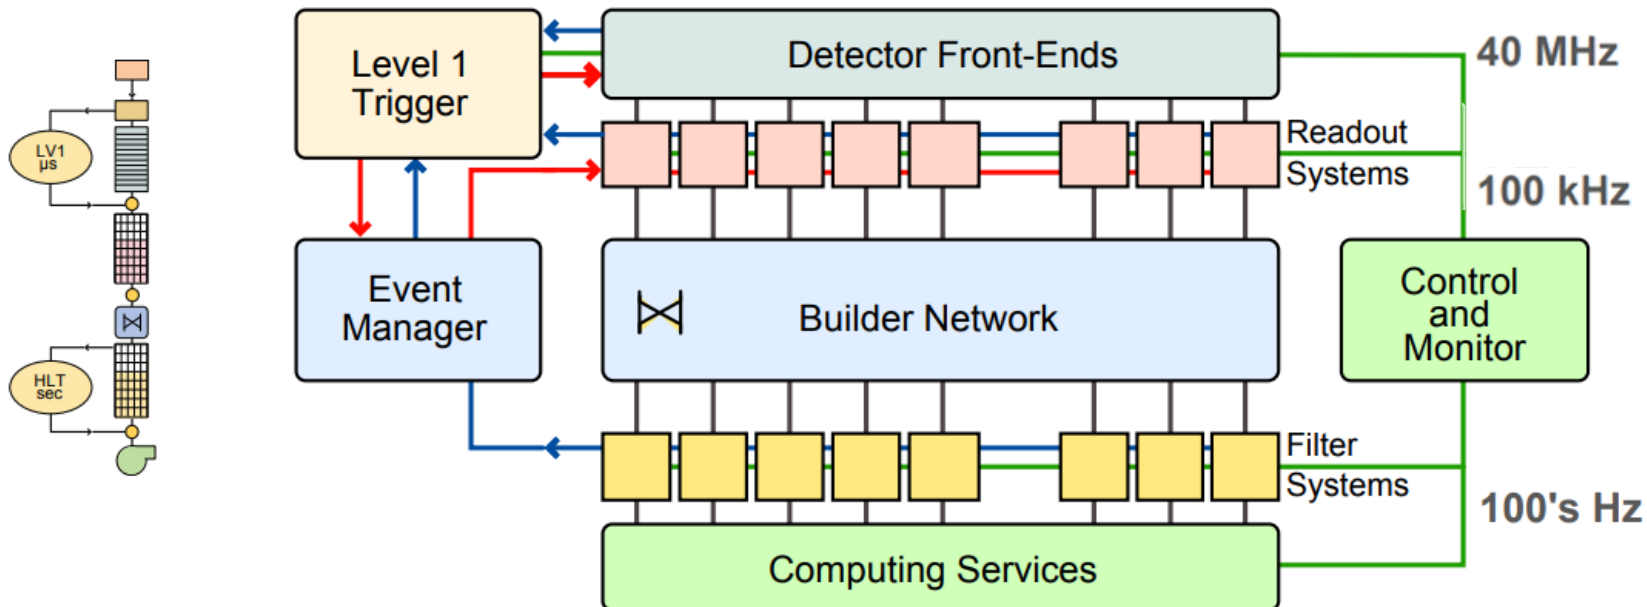 LV1
µs
HLT
sec
Level 1
Trigger
Detector Front-Ends
40 MHz
Readout
Systems
100 kHz
Event
Manager
Builder Network
Control
and
Monitor
Filter
Systems
100's Hz
Computing Services